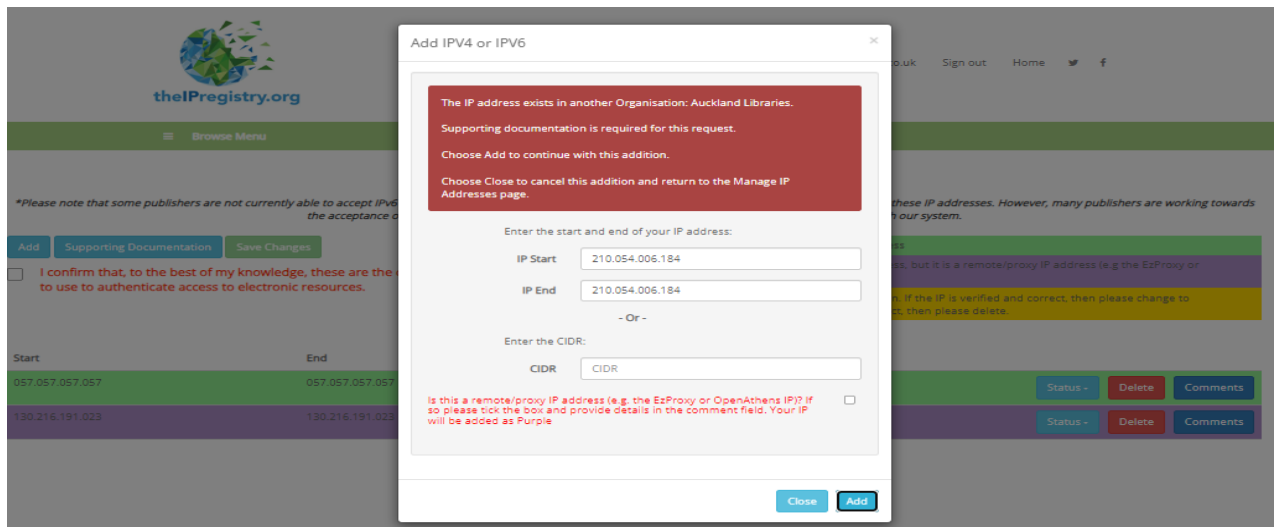 theIPregistry.org
o.uk Sign out Home
Browse Menu
Add IPV4 or IPV6
×
The IP address exists in another Organisation: Auckland Libraries.
Supporting documentation is required for this request.
Choose Add to continue with this addition.
Choose Close to cancel this addition and return to the Manage IP
Addresses page.
Enter the start and end of your IP address:
IP Start 210.054.006.184
IP End 210.054.006.184
- Or -
Enter the CIDR:
CIDR CIDR
Is this a remote/proxy IP address (e.g. the EzProxy or OpenAthens IP)? If
so please tick the box and provide details in the comment field. Your IP
will be added as Purple
Close Add
*Please note that some publishers are not currently able to accept IPv6
these IP addresses. However, many publishers are working towards
the acceptance o
h our system.
Add Supporting Documentation Save Changes
I confirm that, to the best of my knowledge, these are the
to use to authenticate access to electronic resources.
ss
ss, but it is a remote/proxy IP address (e.g the EzProxy or
n. If the IP is verified and correct, then please change to
ct, then please delete.
Start End
057.057.057.057 057.057.057.057 Status Delete Comments
130.216.191.023 130.216.191.023 Status Delete Comments